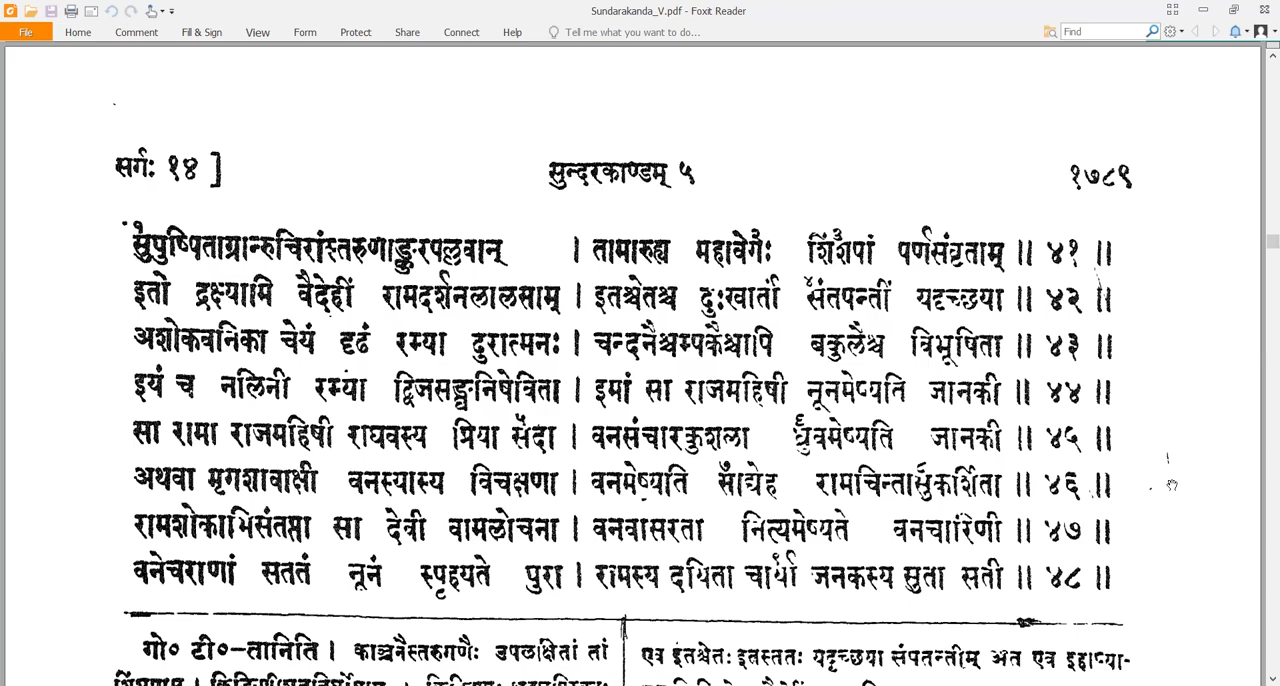 Sundarakanda_V.pdf - Foxit Reader
File Home Comment Fill & Sign View Form Protect Share Connect Help Tell me what you want to do... Find
सर्गः १४ ] सुन्दरकाण्डम् ५ १७८९
सुपुष्पिताग्रान्रुचिरांस्तरुणाङ्कुरपल्लवान् । तामारुह्य महावेगैः शिंशैपां पर्णसंवृताम् ॥ ४१ ॥
इतो द्रक्ष्यामि वैदेहीं रामदर्शनलालसाम् । इतश्चेतश्च दुःखार्तां संतपन्तीं यदृच्छया ॥ ४२ ॥
अशोकवनिका चेयं दृढं रम्या दुरात्मनः । चन्दनैश्चम्पकैश्चापि बकुलैश्च विभूषिता ॥ ४३ ॥
इयं च नलिनी रम्या द्विजसङ्घनिषेविता । इमां सा राजमहिषी नूनमेष्यति जानकी ॥ ४४ ॥
सा रामा राजमहिषी राघवस्य प्रिया सदा । वनसंचारकुशला ध्रुवमेष्यति जानकी ॥ ४५ ॥
अथवा मृगशावाक्षी वनस्यास्य विचक्षणा । वनमेष्यति साद्येह रामचिन्तासुकर्शिता ॥ ४६ ॥
रामशोकाभिसंतप्ता सा देवी वामलोचना । वनवासरता नित्यमेष्यते वनचारिणी ॥ ४७ ॥
वनेचराणां सततं नूनं स्पृहयते पुरा । रामस्य दयिता चार्या जनकस्य सुता सती ॥ ४८ ॥
गो० टी०-तानिति । काञ्चनैस्तरुगणैः उपलक्षितां तां
एव इतश्चेतः इतस्ततः यदृच्छया संपतन्तीम् अत एव इहाप्या-